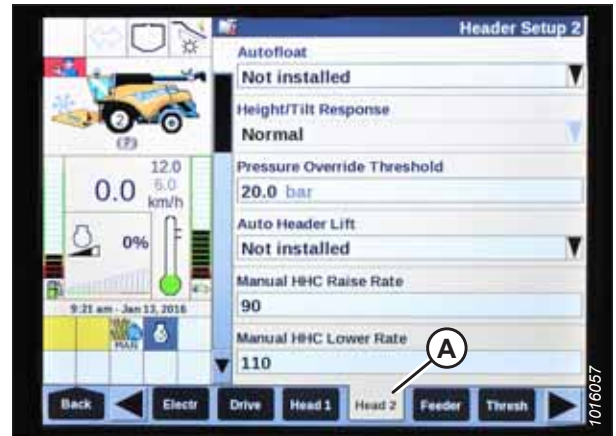 Header Setup 2
Autofloat
Not installed
Height/Tilt Response
Normal
Pressure Override Threshold
20.0 bar
Auto Header Lift
Not installed
Manual HHC Raise Rate
90
Manual HHC Lower Rate
110
2
(?)
12.0
6.0
0.0 km/h
0%
9:21 am - Jan 13, 2016
MAN
A
Back
Electr
Drive
Head 1
Head 2
Feeder
Thresh
1016057